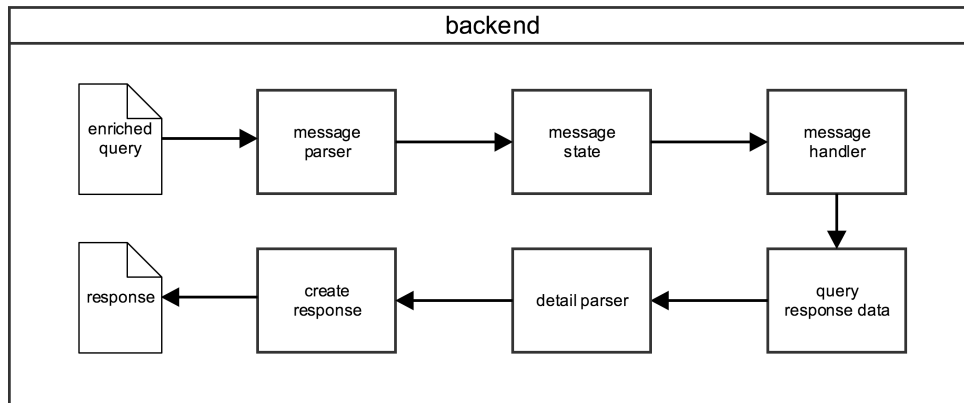 backend
enriched
query
message
parser
message
state
message
handler
response
create
response
detail parser
query
response data